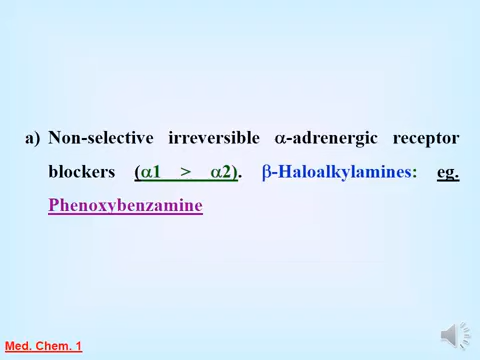 a) Non-selective irreversible α-adrenergic receptor
blockers (α1 > α2). β-Haloalkylamines: eg.
Phenoxybenzamine
Med. Chem. 1